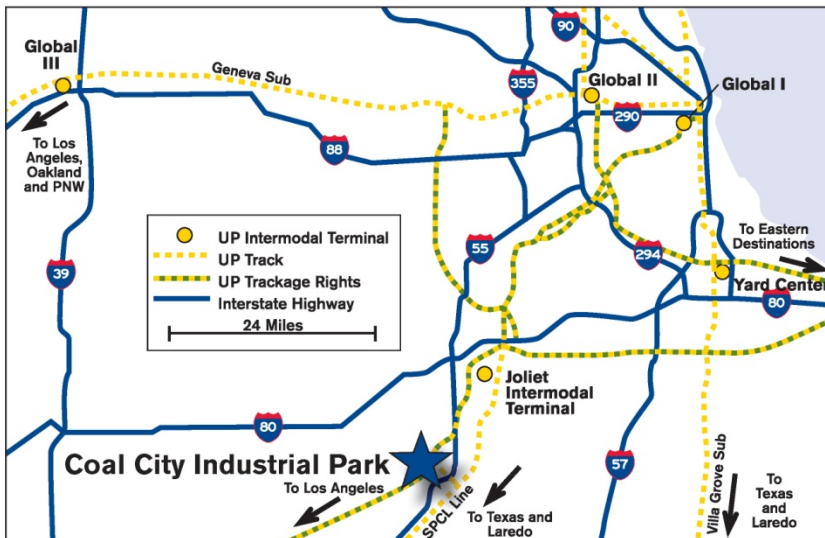 Global
III
Geneva Sub
90
355
Global II
Global I
290
To Los
Angeles,
Oakland
and PNW
88
UP Intermodal Terminal
UP Track
UP Trackage Rights
Interstate Highway
24 Miles
39
55
294
To Eastern
Destinations
Yard Center
80
Joliet
Intermodal
Terminal
80
Coal City Industrial Park
To Los Angeles
SPCL Line
To Texas and
Laredo
57
Villa Grove Sub
To
Texas
and
Laredo